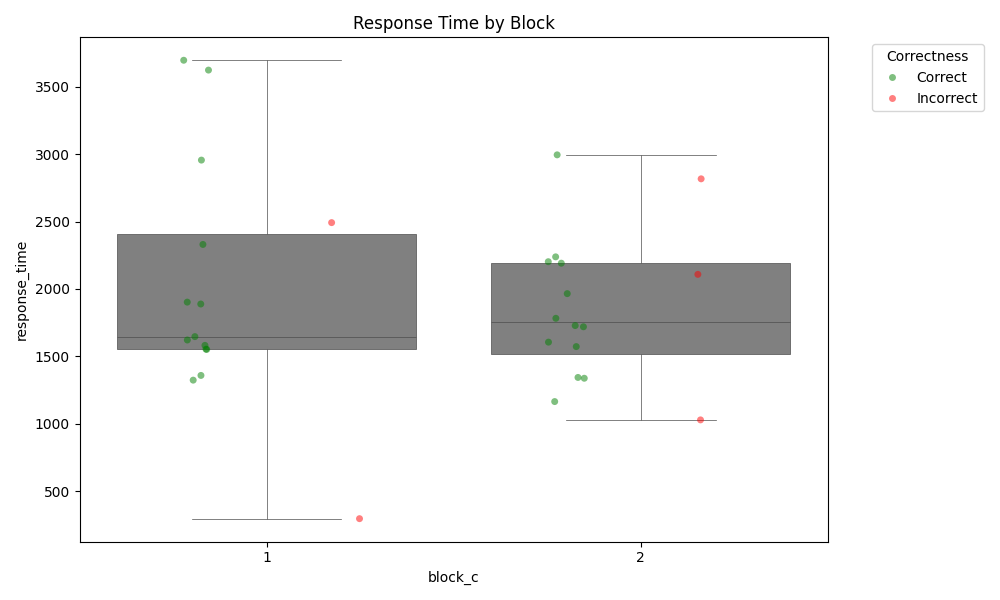 Response Time by Block
Correctness
Correct
Incorrect
3500
3000
2500
2000
1500
1000
500
response_time
1
2
block_c